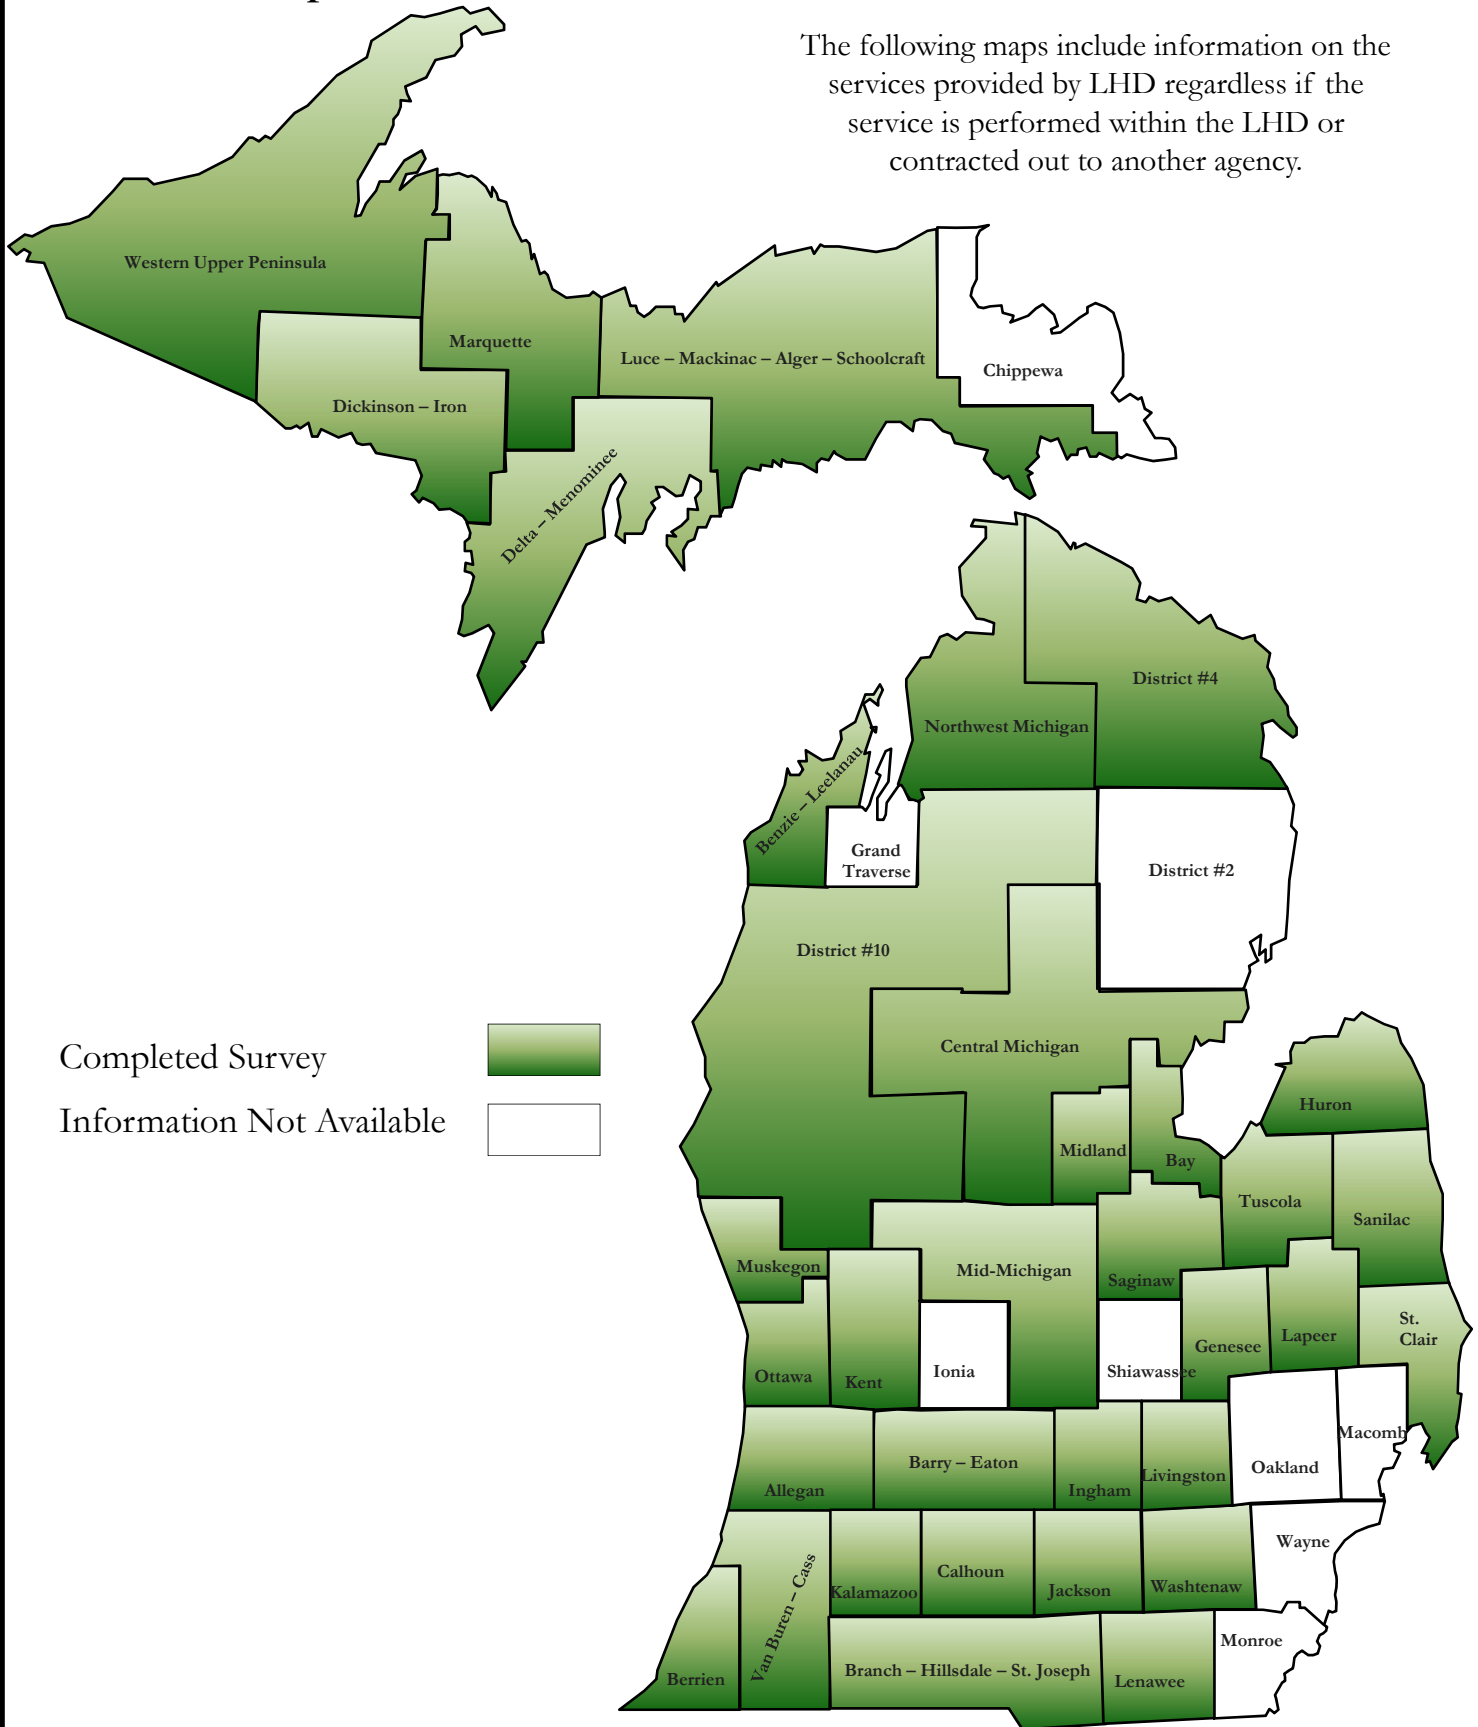 The following maps include information on the
services provided by LHD regardless if the
service is performed within the LHD or
contracted out to another agency.
Western Upper Peninsula
Marquette
Luce – Mackinac – Alger – Schoolcraft
Chippewa
Dickinson – Iron
Delta – Menominee
District #4
Northwest Michigan
Benzie – Leelanau
Grand
Traverse
District #2
District #10
Central Michigan
Completed Survey
Information Not Available
Huron
Midland
Bay
Tuscola
Sanilac
Muskegon
Mid-Michigan
Saginaw
St.
Clair
Genesee
Lapeer
Ottawa
Kent
Ionia
Shiawassee
Macomb
Allegan
Barry – Eaton
Ingham
Livingston
Oakland
Wayne
Van Buren – Cass
Kalamazoo
Calhoun
Jackson
Washtenaw
Monroe
Berrien
Branch – Hillsdale – St. Joseph
Lenawee